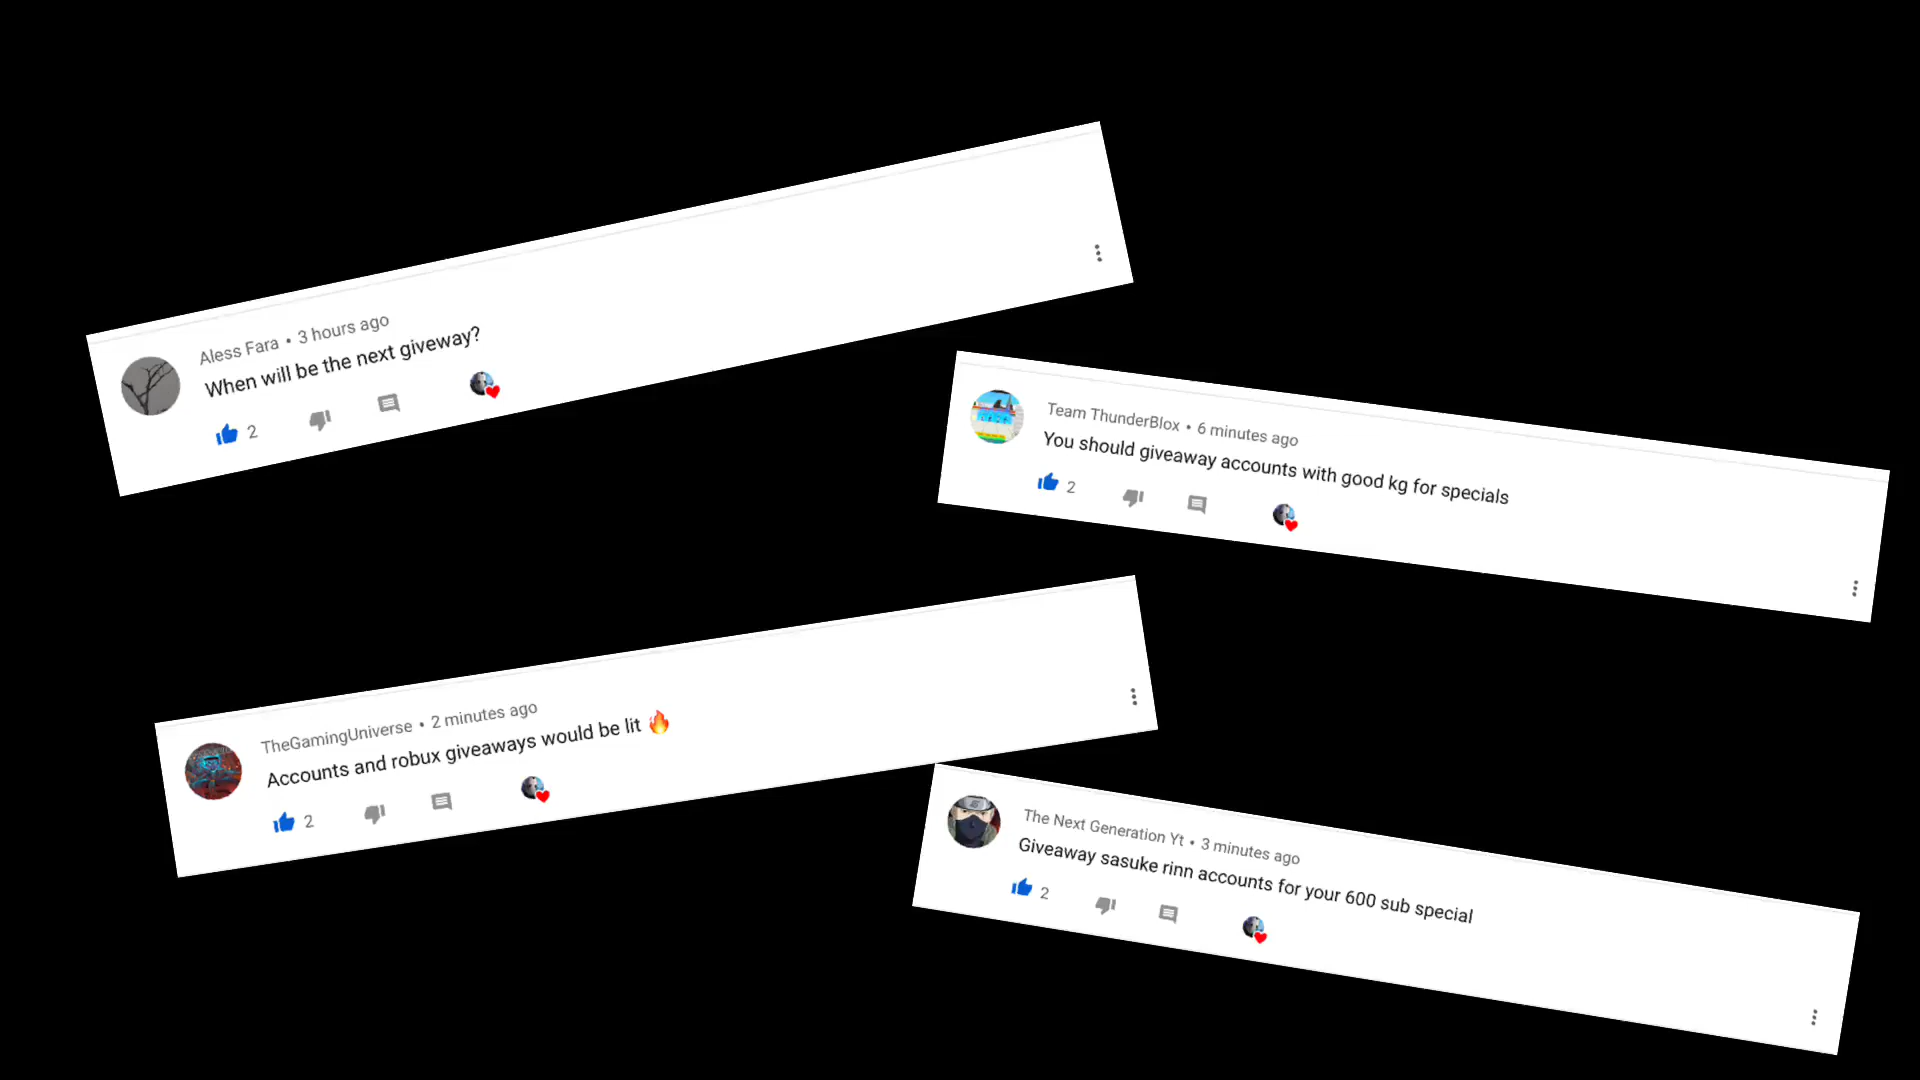 Aless Fara • 3 hours ago
When will be the next giveway?
2
Team ThunderBlox • 6 minutes ago
You should giveaway accounts with good kg for specials
2
TheGamingUniverse • 2 minutes ago
Accounts and robux giveaways would be lit 🔥
2
The Next Generation Yt • 3 minutes ago
Giveaway sasuke rinn accounts for your 600 sub special
2